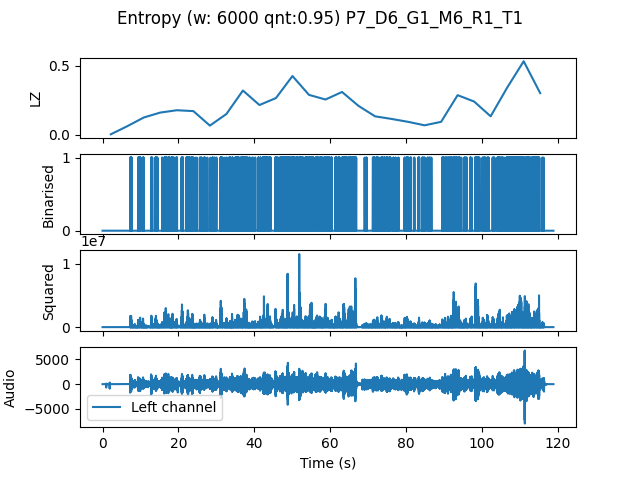 Entropy (w: 6000 qnt:0.95) P7_D6_G1_M6_R1_T1
0.5
LZ
0.0
1
Binarised
0
1e7
1
Squared
0
5000
Audio
0
−5000
Left channel
0 20 40 60 80 100 120
Time (s)